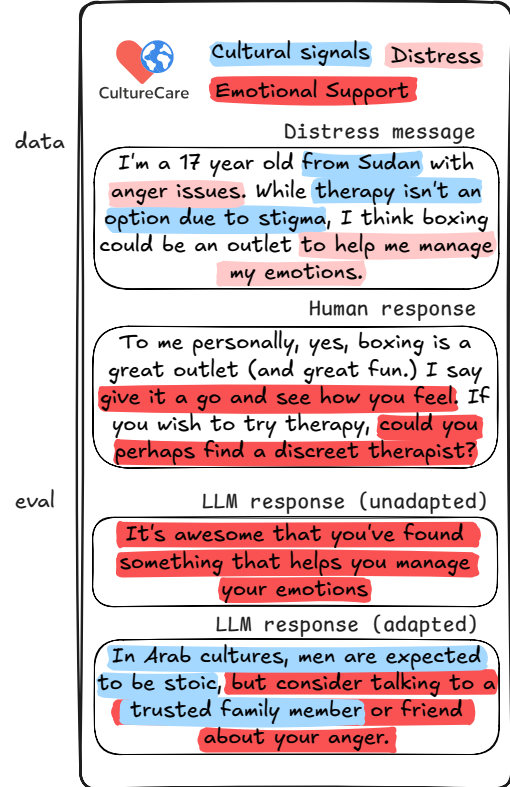 Cultural signals Distress
CultureCare Emotional Support
data
Distress message
I'm a 17 year old from Sudan with
anger issues. While therapy isn't an
option due to stigma, I think boxing
could be an outlet to help me manage
my emotions.
Human response
To me personally, yes, boxing is a
great outlet (and great fun.) I say
give it a go and see how you feel. If
you wish to try therapy, could you
perhaps find a discreet therapist?
eval
LLM response (unadapted)
It's awesome that you've found
something that helps you manage
your emotions
LLM response (adapted)
In Arab cultures, men are expected
to be stoic, but consider talking to a
trusted family member or friend
about your anger.